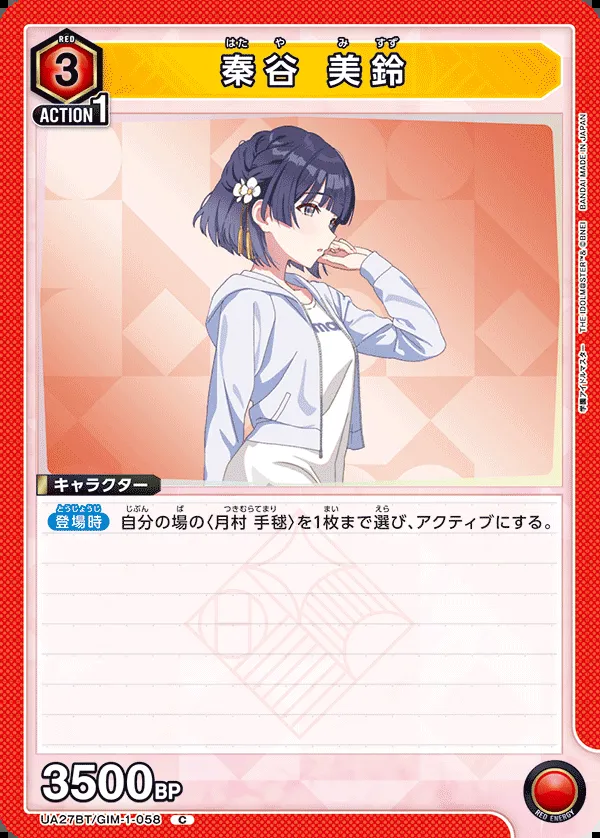 RED
3
ACTION 1
はた や み すず
秦谷 美鈴
THE IDOLM@STER™& ©BNEI BANDAI MADE IN JAPAN
学園アイドルマスター
キャラクター
とうじょうじ じぶん ば つきむらてまり まい えら
登場時 自分の場の〈月村 手毬〉を1枚まで選び、アクティブにする。
3500BP
UA27BT/GIM-1-058 C
RED ENERGY